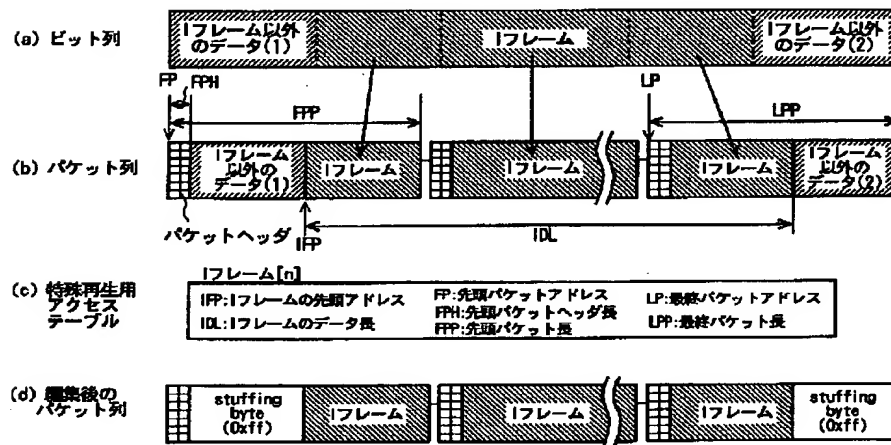 (a) ビット列
Iフレーム以外
のデータ(1)
Iフレーム
Iフレーム以外
のデータ(2)
FP
FPH
FPP
LP
LPP
(b) パケット列
Iフレーム
以外の
データ(1)
Iフレーム
Iフレーム
Iフレーム
Iフレーム
以外の
データ(2)
パケットヘッダ
IFP
IDL
(c) 特殊再生用
アクセス
テーブル
Iフレーム[n]
IFP:Iフレームの先頭アドレス
IDL:Iフレームのデータ長
FP:先頭パケットアドレス
FPH:先頭パケットヘッダ長
FPP:先頭パケット長
LP:最終パケットアドレス
LPP:最終パケット長
(d) 編集後の
パケット列
stuffing
byte
(0xff)
Iフレーム
Iフレーム
Iフレーム
stuffing
byte
(0xff)